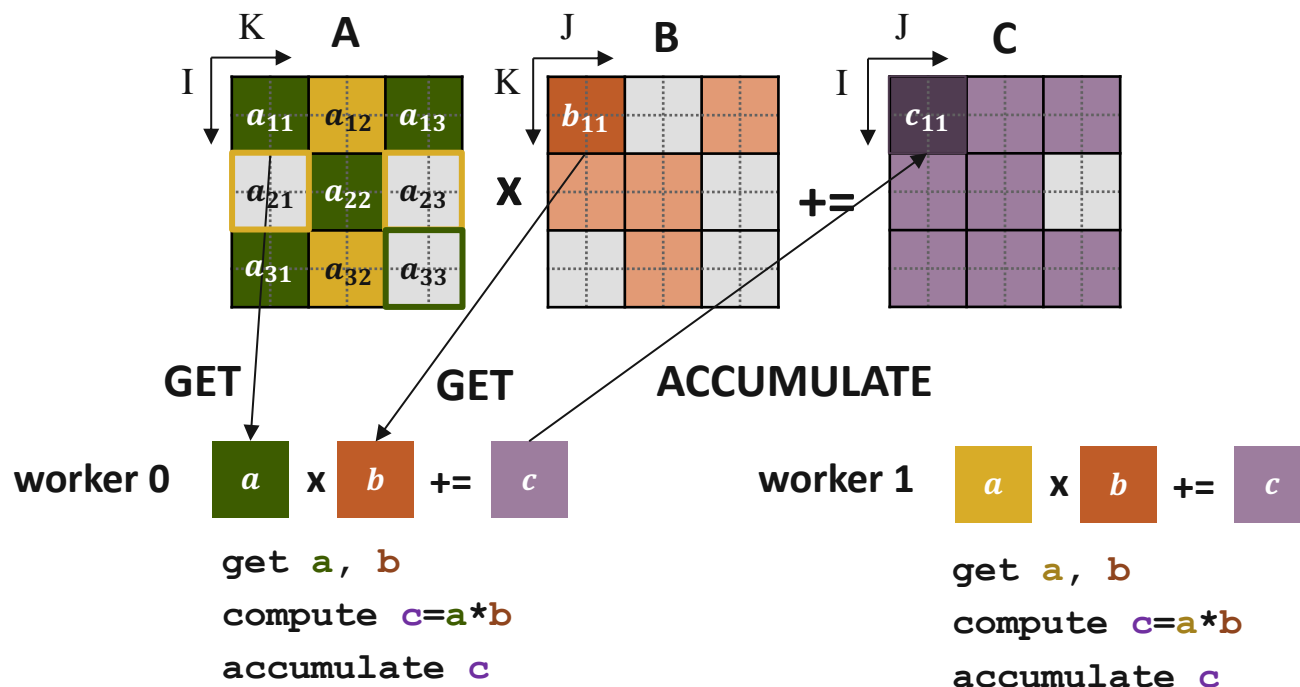 K A J B J C
I K I
a11 a12 a13 b11 c11
a21 a22 a23 x +=
a31 a32 a33
GET GET ACCUMULATE
worker 0 a x b += c
worker 1 a x b += c
get a, b
compute c=a*b
accumulate c
get a, b
compute c=a*b
accumulate c